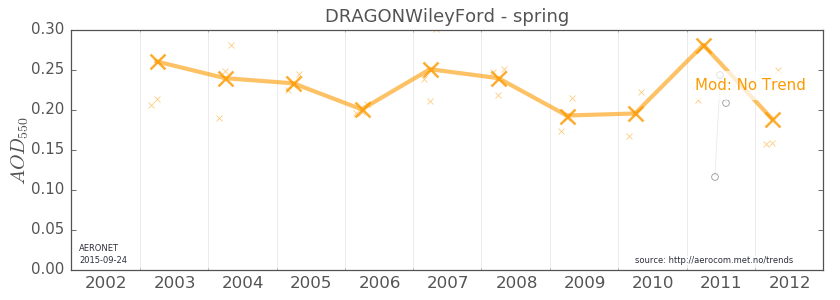 DRAGONWileyFord - spring
0.30
0.25
0.20
0.15
0.10
0.05
0.00
AOD550
Mod: No Trend
AERONET
2015-09-24
source: http://aerocom.met.no/trends
2002 2003 2004 2005 2006 2007 2008 2009 2010 2011 2012